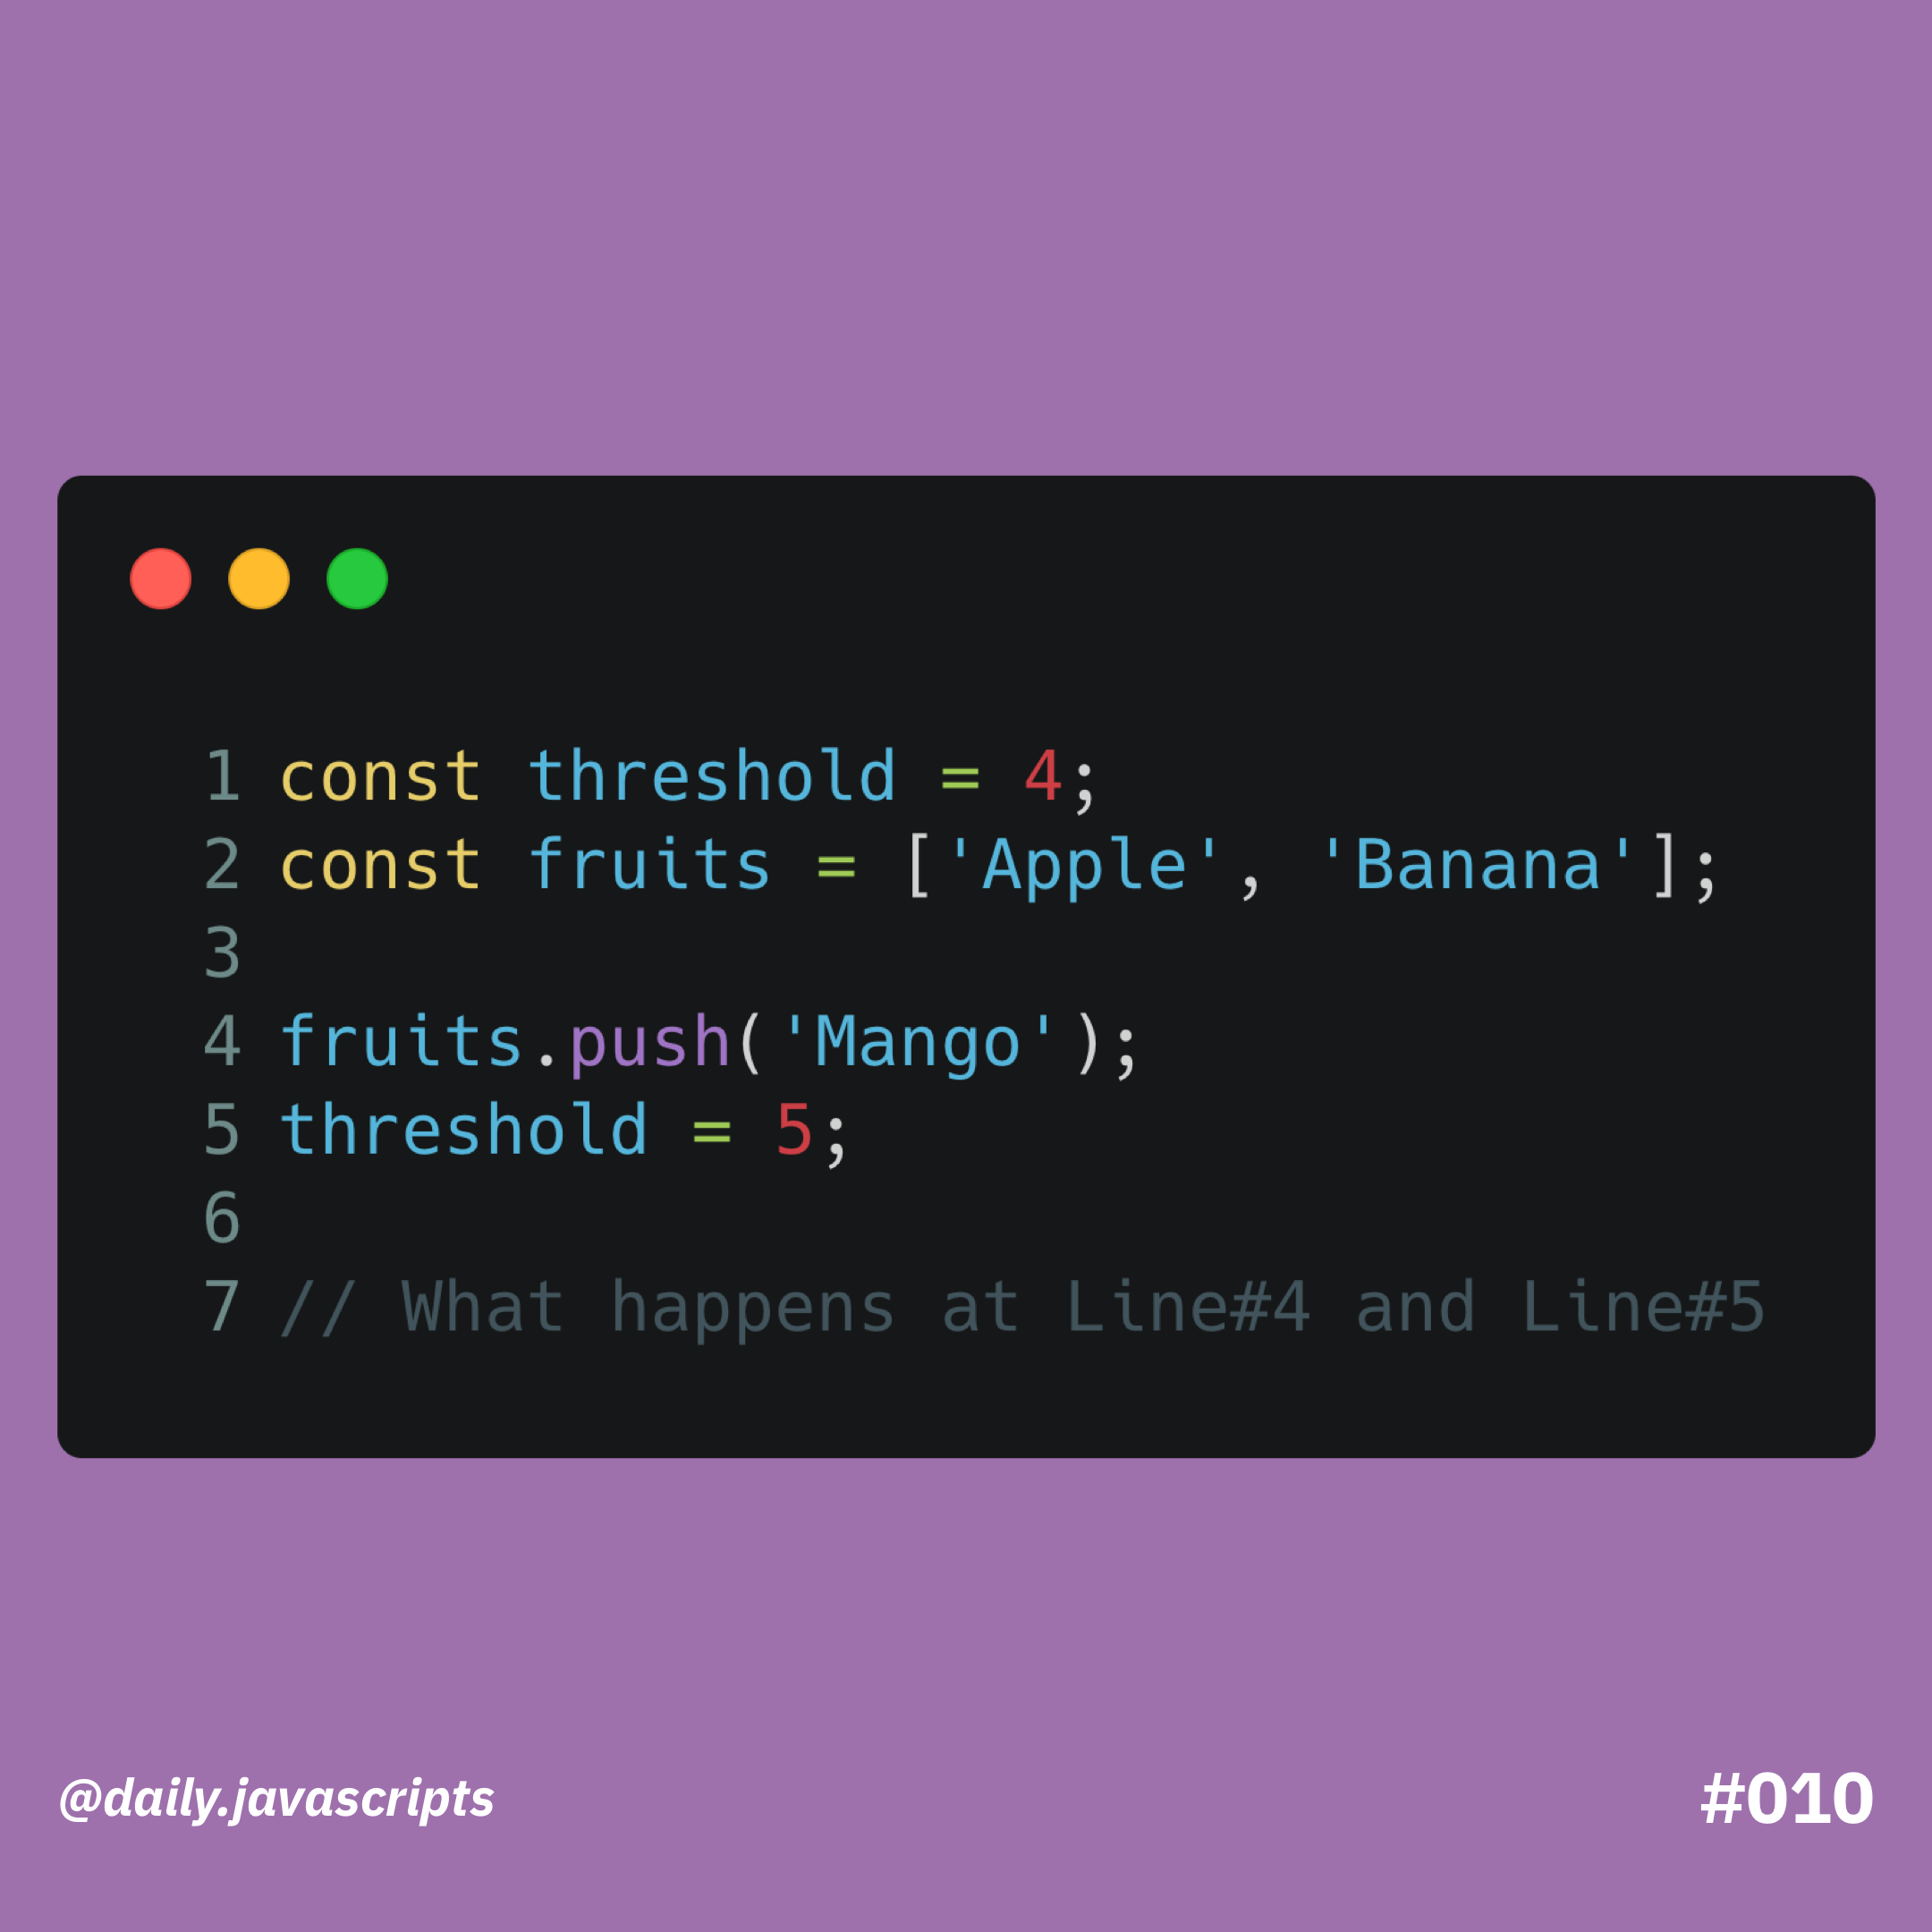 1 const threshold = 4;
2 const fruits = ['Apple', 'Banana'];
3
4 fruits.push('Mango');
5 threshold = 5;
6
7 // What happens at Line#4 and Line#5
@daily.javascripts
#010